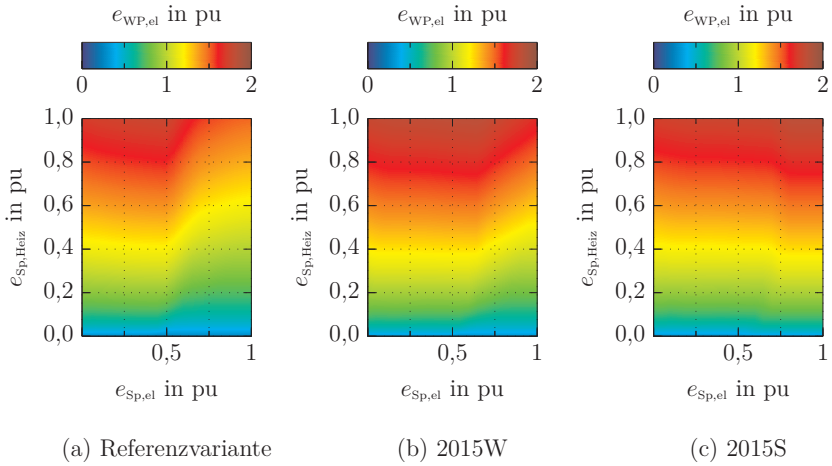 e_WP,el in pu e_WP,el in pu e_WP,el in pu
0 1 2 0 1 2 0 1 2
1,0 1,0 1,0
0,8 0,8 0,8
0,6 0,6 0,6
e_Sp,Heiz in pu e_Sp,Heiz in pu e_Sp,Heiz in pu
0,4 0,4 0,4
0,2 0,2 0,2
0,0 0,0 0,0
0,5 1 0,5 1 0,5 1
e_Sp,el in pu e_Sp,el in pu e_Sp,el in pu
(a) Referenzvariante (b) 2015W (c) 2015S